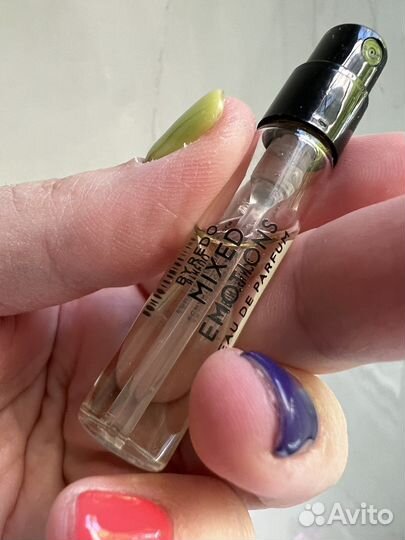 BYREDO
MIXED
EMOTIONS
EAU DE PARFUM
Avito